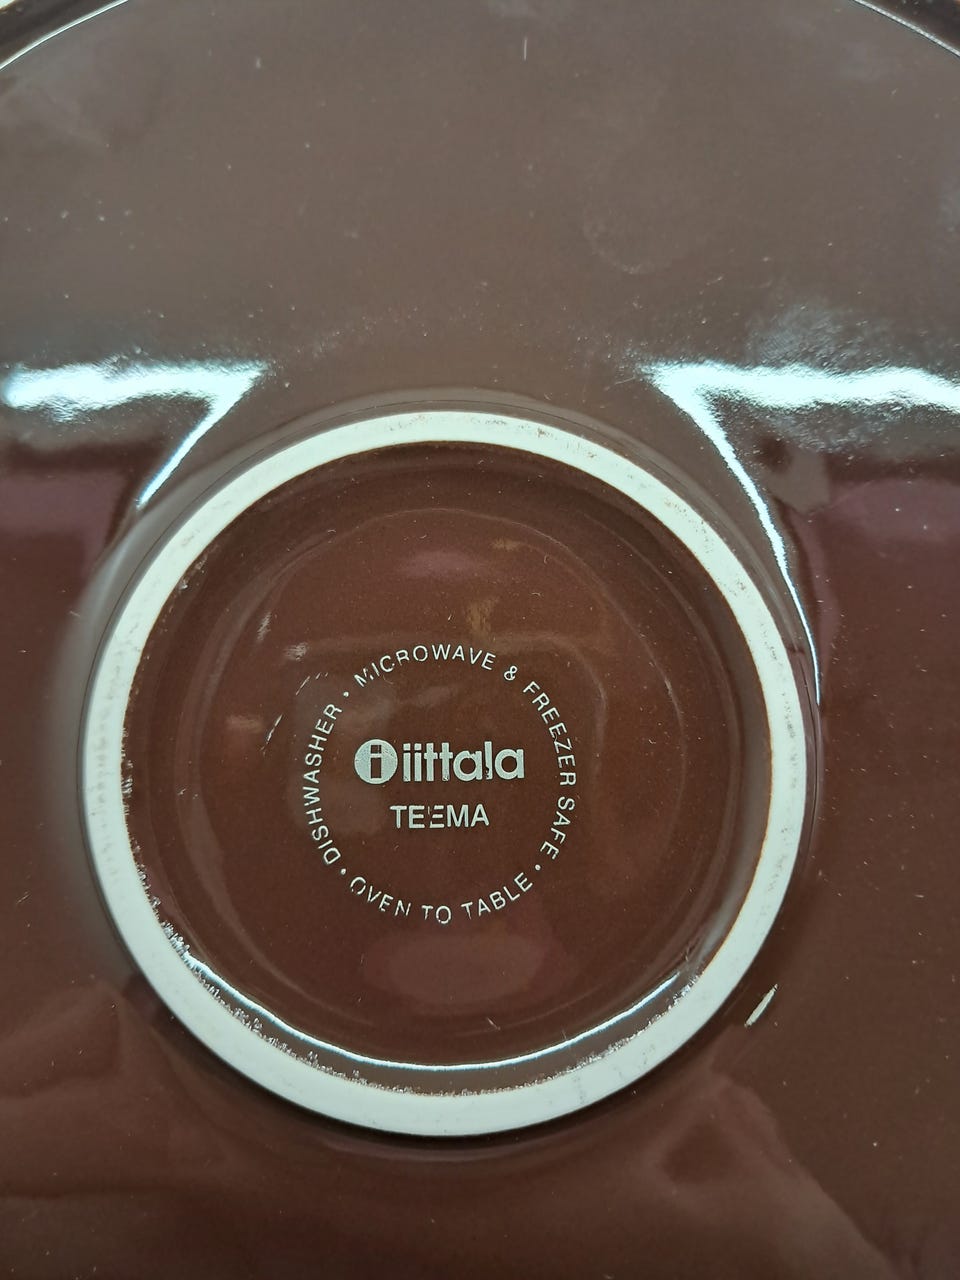 DISHWASHER • MICROWAVE & FREEZER SAFE • OVEN TO TABLE •
i iittala
TEEMA